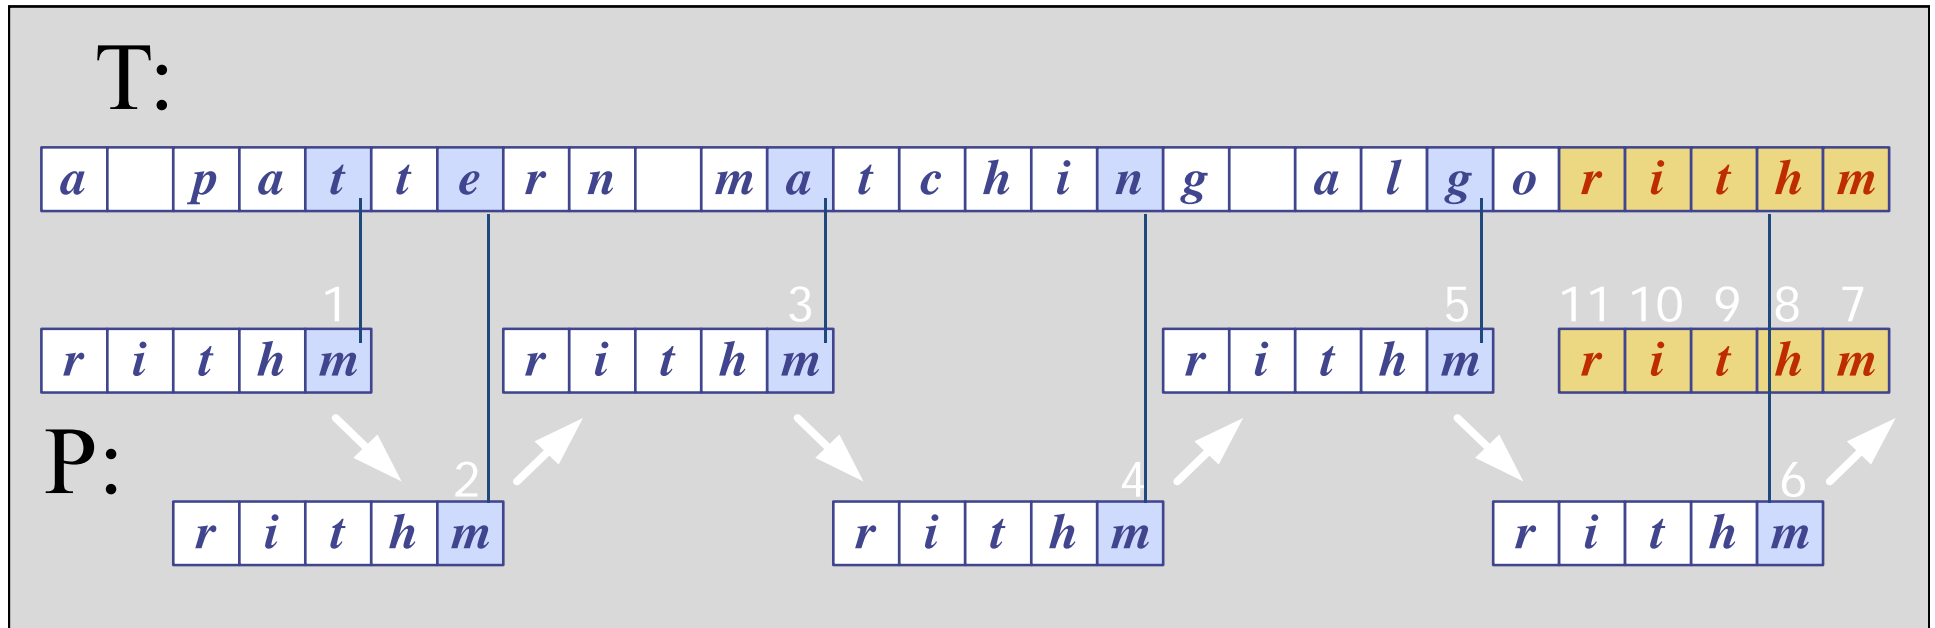 T:
a pattern matching algorithm
1 3 5 11 10 9 8 7
rithm rithm rithm rithm
P:
2 4 6
rithm rithm rithm